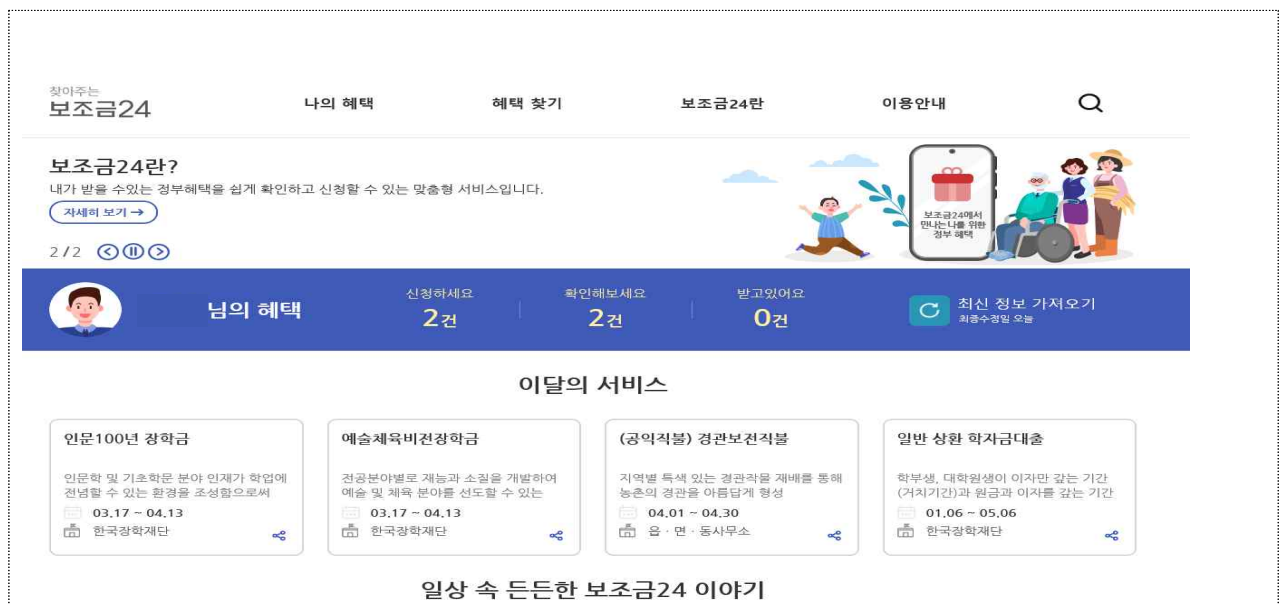 찾아주는
보조금24
나의 혜택
혜택 찾기
보조금24란
이용안내
보조금24란?
내가 받을 수있는 정부혜택을 쉽게 확인하고 신청할 수 있는 맞춤형 서비스입니다.
자세히 보기 →
2 / 2
보조금24에서
만나는 나를 위한
정부 혜택
님의 혜택
신청하세요
2건
확인해보세요
2건
받고있어요
0건
최신 정보 가져오기
최종수정일 오늘
이달의 서비스
인문100년 장학금
인문학 및 기초학문 분야 인재가 학업에
전념할 수 있는 환경을 조성함으로써
03.17 ~ 04.13
한국장학재단
예술체육비전장학금
전공분야별로 재능과 소질을 개발하여
예술 및 체육 분야를 선도할 수 있는
03.17 ~ 04.13
한국장학재단
(공익직불) 경관보전직불
지역별 특색 있는 경관작물 재배를 통해
농촌의 경관을 아름답게 형성
04.01 ~ 04.30
읍 · 면 · 동사무소
일반 상환 학자금대출
학부생, 대학원생이 이자만 갚는 기간
(거치기간)과 원금과 이자를 갚는 기간
01.06 ~ 05.06
한국장학재단
일상 속 든든한 보조금24 이야기